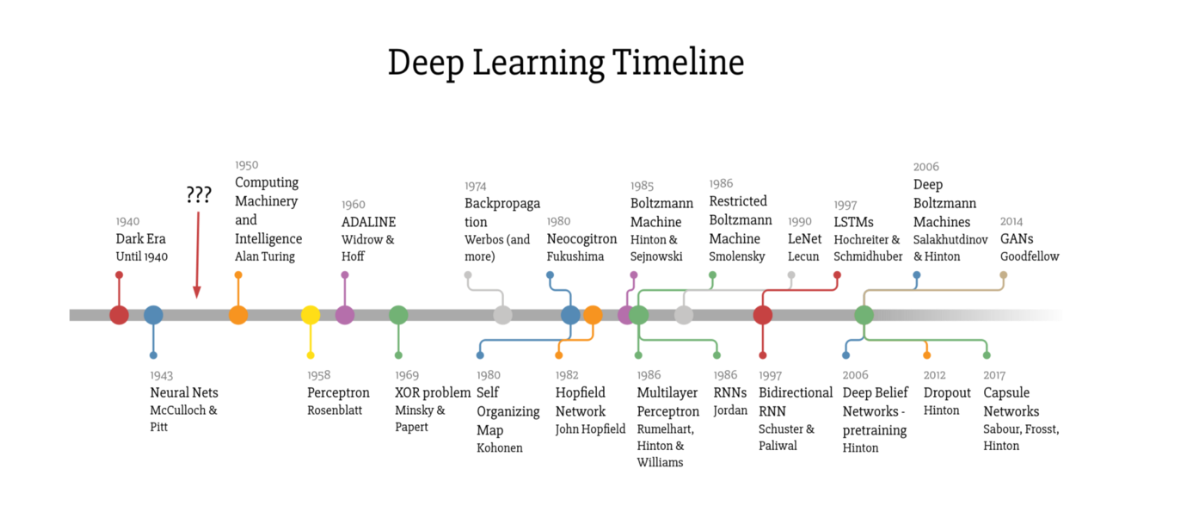 Deep Learning Timeline
???
1940
Dark Era
Until 1940
1950
Computing
Machinery
and
Intelligence
Alan Turing
1960
ADALINE
Widrow &
Hoff
1974
Backpropaga
tion
Werbos (and
more)
1980
Neocogitron
Fukushima
1985
Boltzmann
Machine
Hinton &
Sejnowski
1986
Restricted
Boltzmann
Machine
Smolensky
1990
LeNet
Lecun
1997
LSTMs
Hochreiter &
Schmidhuber
2006
Deep
Boltzmann
Machines
Salakhutdinov
& Hinton
2014
GANs
Goodfellow
1943
Neural Nets
McCulloch &
Pitt
1958
Perceptron
Rosenblatt
1969
XOR problem
Minsky &
Papert
1980
Self
Organizing
Map
Kohonen
1982
Hopfield
Network
John Hopfield
1986
Multilayer
Perceptron
Rumelhart,
Hinton &
Williams
1986
RNNs
Jordan
1997
Bidirectional
RNN
Schuster &
Paliwal
2006
Deep Belief
Networks -
pretraining
Hinton
2012
Dropout
Hinton
2017
Capsule
Networks
Sabour, Frosst,
Hinton